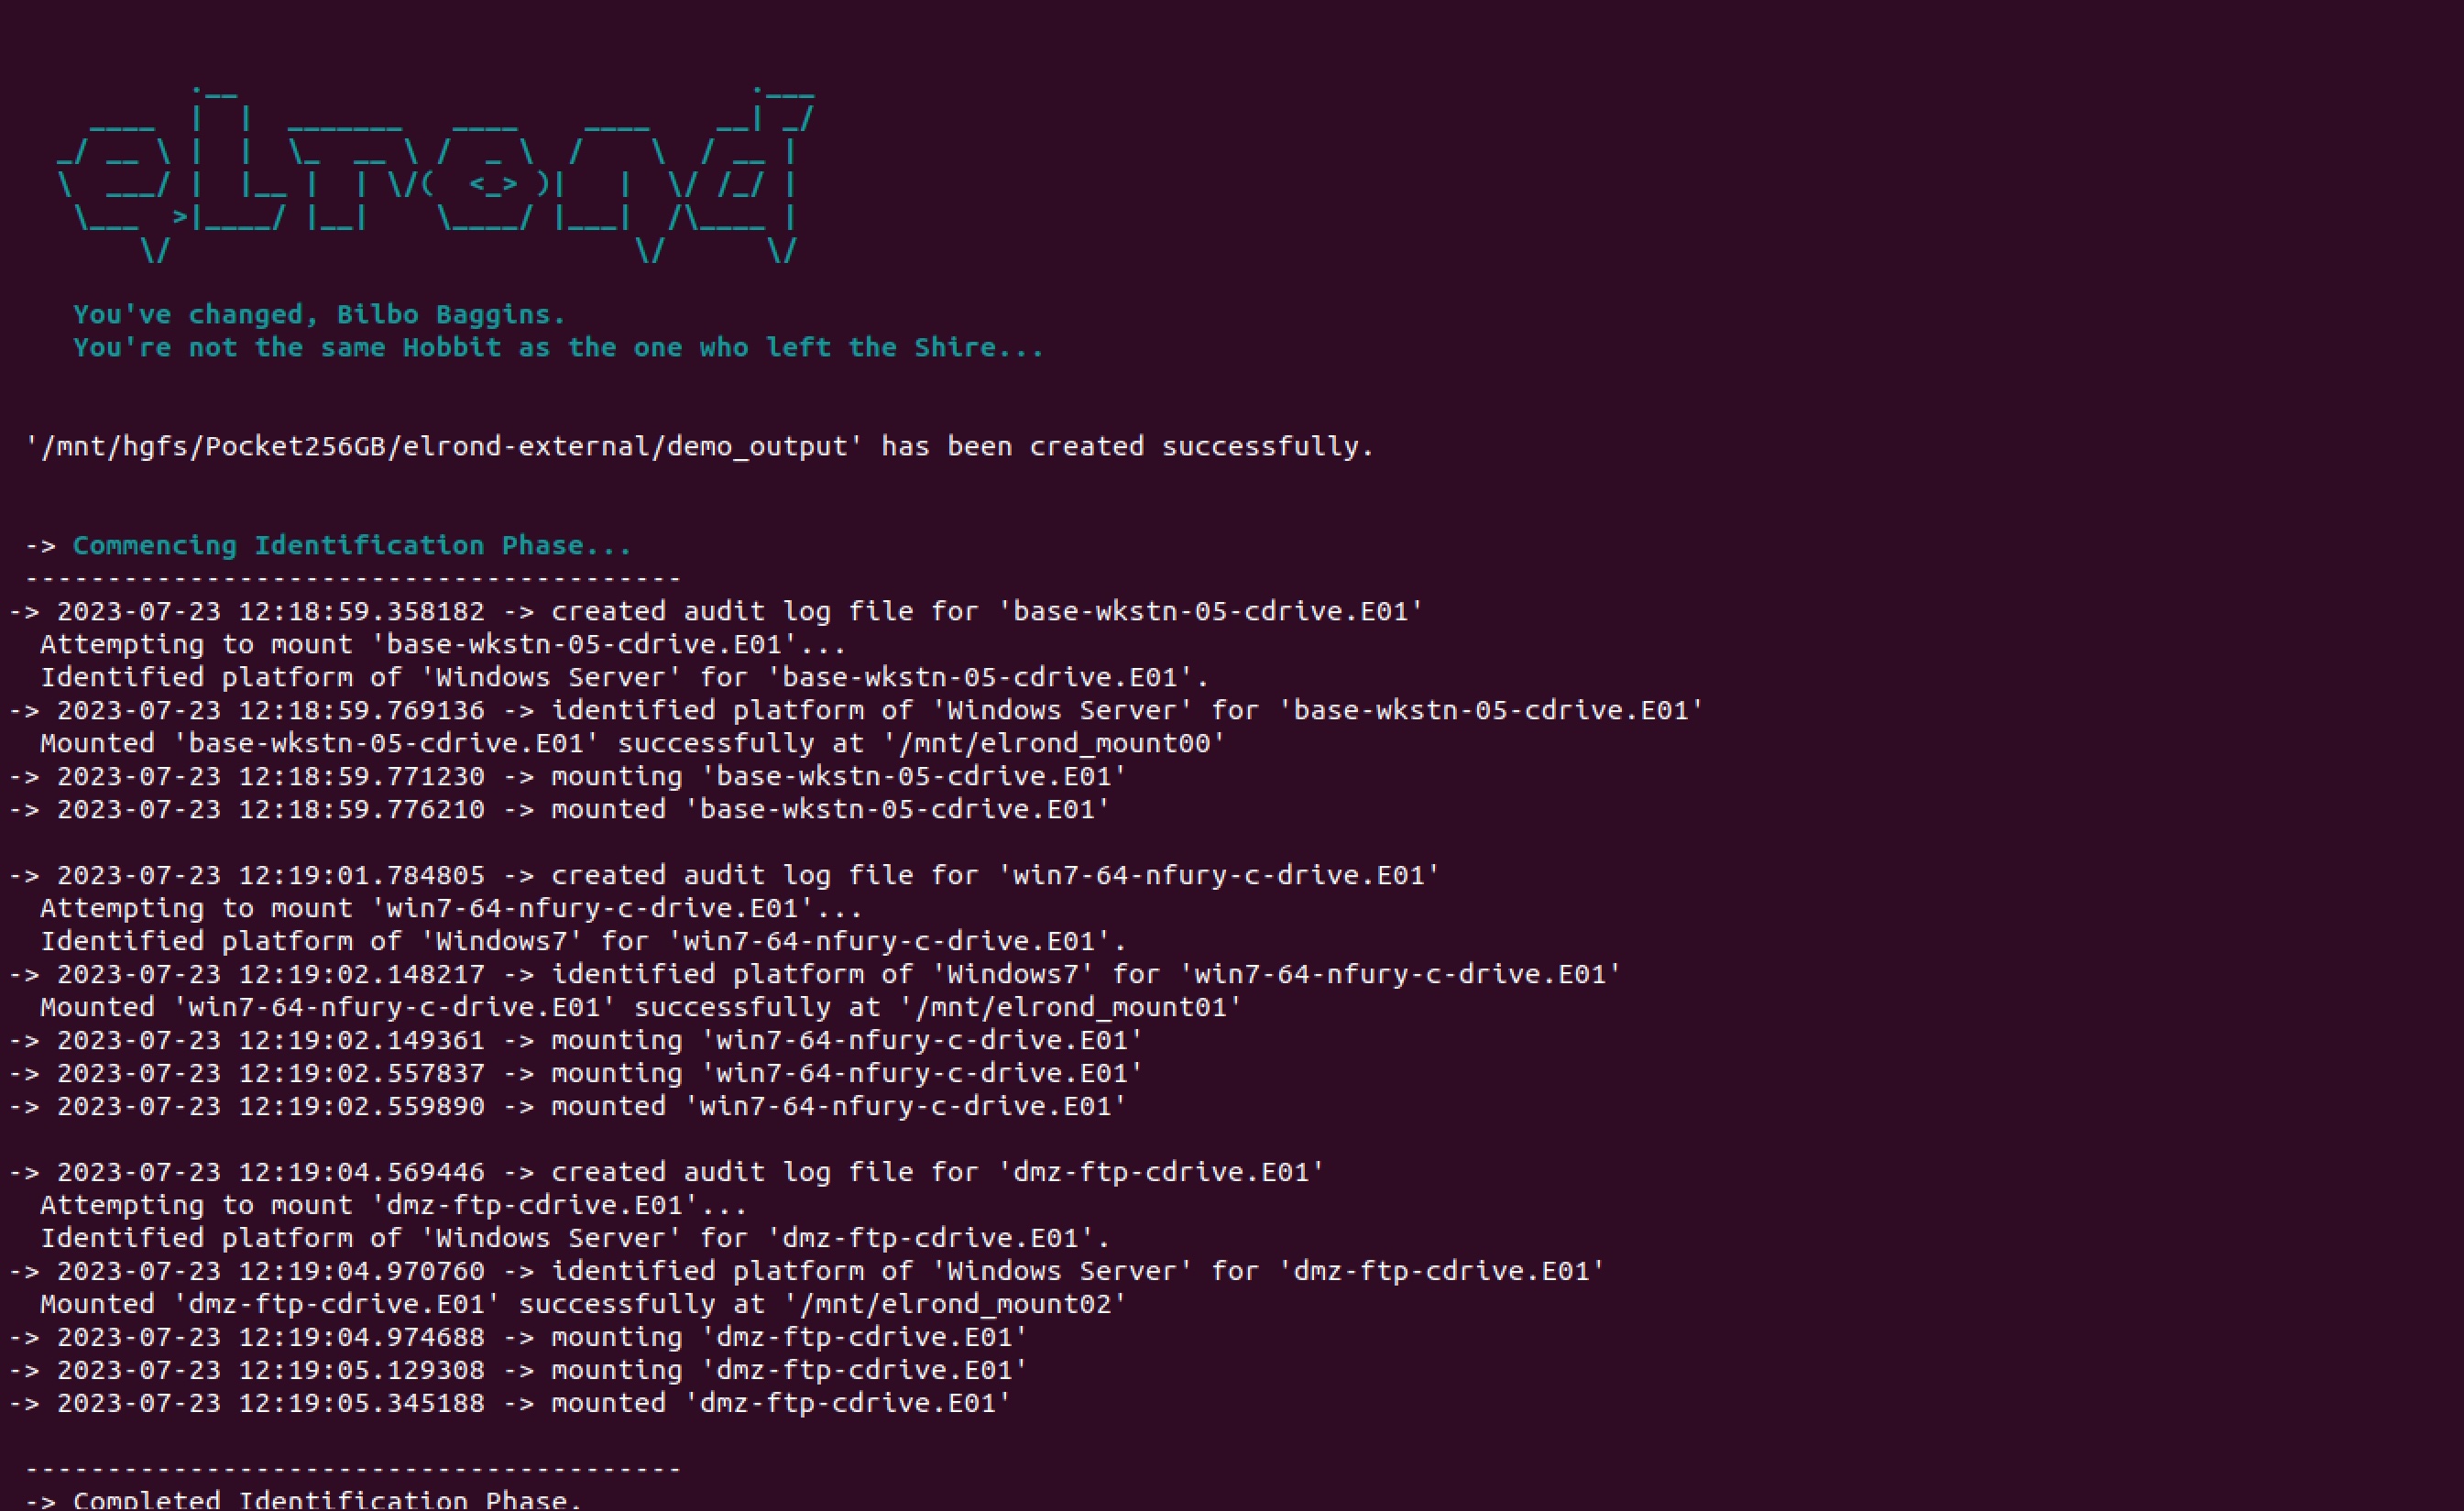 elrond
You've changed, Bilbo Baggins.
You're not the same Hobbit as the one who left the Shire...
'/mnt/hgfs/Pocket256GB/elrond-external/demo_output' has been created successfully.
-> Commencing Identification Phase...
----------------------------------------
-> 2023-07-23 12:18:59.358182 -> created audit log file for 'base-wkstn-05-cdrive.E01'
Attempting to mount 'base-wkstn-05-cdrive.E01'...
Identified platform of 'Windows Server' for 'base-wkstn-05-cdrive.E01'.
-> 2023-07-23 12:18:59.769136 -> identified platform of 'Windows Server' for 'base-wkstn-05-cdrive.E01'
Mounted 'base-wkstn-05-cdrive.E01' successfully at '/mnt/elrond_mount00'
-> 2023-07-23 12:18:59.771230 -> mounting 'base-wkstn-05-cdrive.E01'
-> 2023-07-23 12:18:59.776210 -> mounted 'base-wkstn-05-cdrive.E01'
-> 2023-07-23 12:19:01.784805 -> created audit log file for 'win7-64-nfury-c-drive.E01'
Attempting to mount 'win7-64-nfury-c-drive.E01'...
Identified platform of 'Windows7' for 'win7-64-nfury-c-drive.E01'.
-> 2023-07-23 12:19:02.148217 -> identified platform of 'Windows7' for 'win7-64-nfury-c-drive.E01'
Mounted 'win7-64-nfury-c-drive.E01' successfully at '/mnt/elrond_mount01'
-> 2023-07-23 12:19:02.149361 -> mounting 'win7-64-nfury-c-drive.E01'
-> 2023-07-23 12:19:02.557837 -> mounting 'win7-64-nfury-c-drive.E01'
-> 2023-07-23 12:19:02.559890 -> mounted 'win7-64-nfury-c-drive.E01'
-> 2023-07-23 12:19:04.569446 -> created audit log file for 'dmz-ftp-cdrive.E01'
Attempting to mount 'dmz-ftp-cdrive.E01'...
Identified platform of 'Windows Server' for 'dmz-ftp-cdrive.E01'.
-> 2023-07-23 12:19:04.970760 -> identified platform of 'Windows Server' for 'dmz-ftp-cdrive.E01'
Mounted 'dmz-ftp-cdrive.E01' successfully at '/mnt/elrond_mount02'
-> 2023-07-23 12:19:04.974688 -> mounting 'dmz-ftp-cdrive.E01'
-> 2023-07-23 12:19:05.129308 -> mounting 'dmz-ftp-cdrive.E01'
-> 2023-07-23 12:19:05.345188 -> mounted 'dmz-ftp-cdrive.E01'
----------------------------------------
-> Completed Identification Phase.